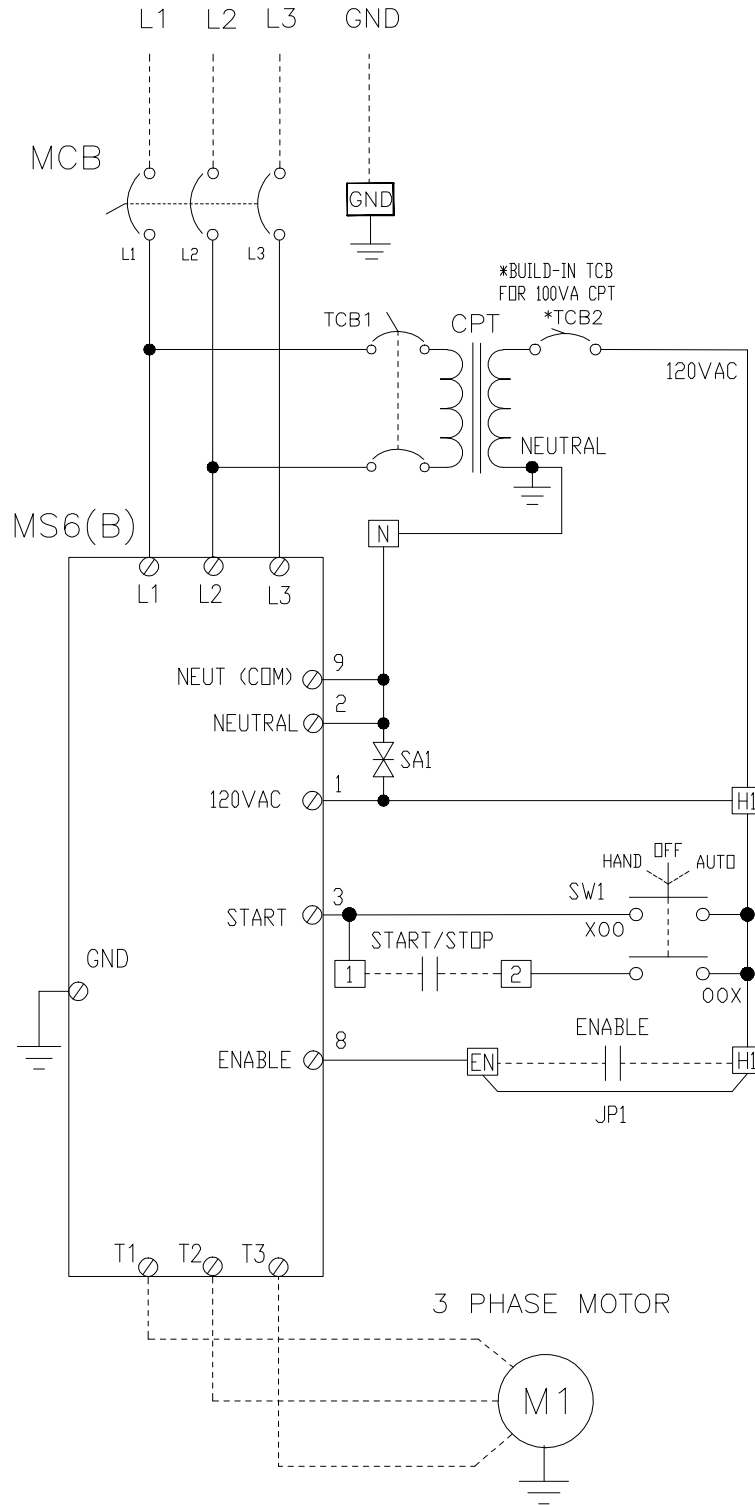 L1 L2 L3 GND
MCB
GND
L1 L2 L3
*BUILD-IN TCB
FOR 100VA CPT
TCB1 CPT *TCB2
120VAC
NEUTRAL
MS6(B)
N
L1 L2 L3
NEUT (COM) 9
NEUTRAL 2
SA1
120VAC 1 H1
HAND OFF AUTO
SW1
START 3
X00
START/STOP
GND
1 2
00X
ENABLE
ENABLE 8 EN H1
JP1
T1 T2 T3
3 PHASE MOTOR
M1